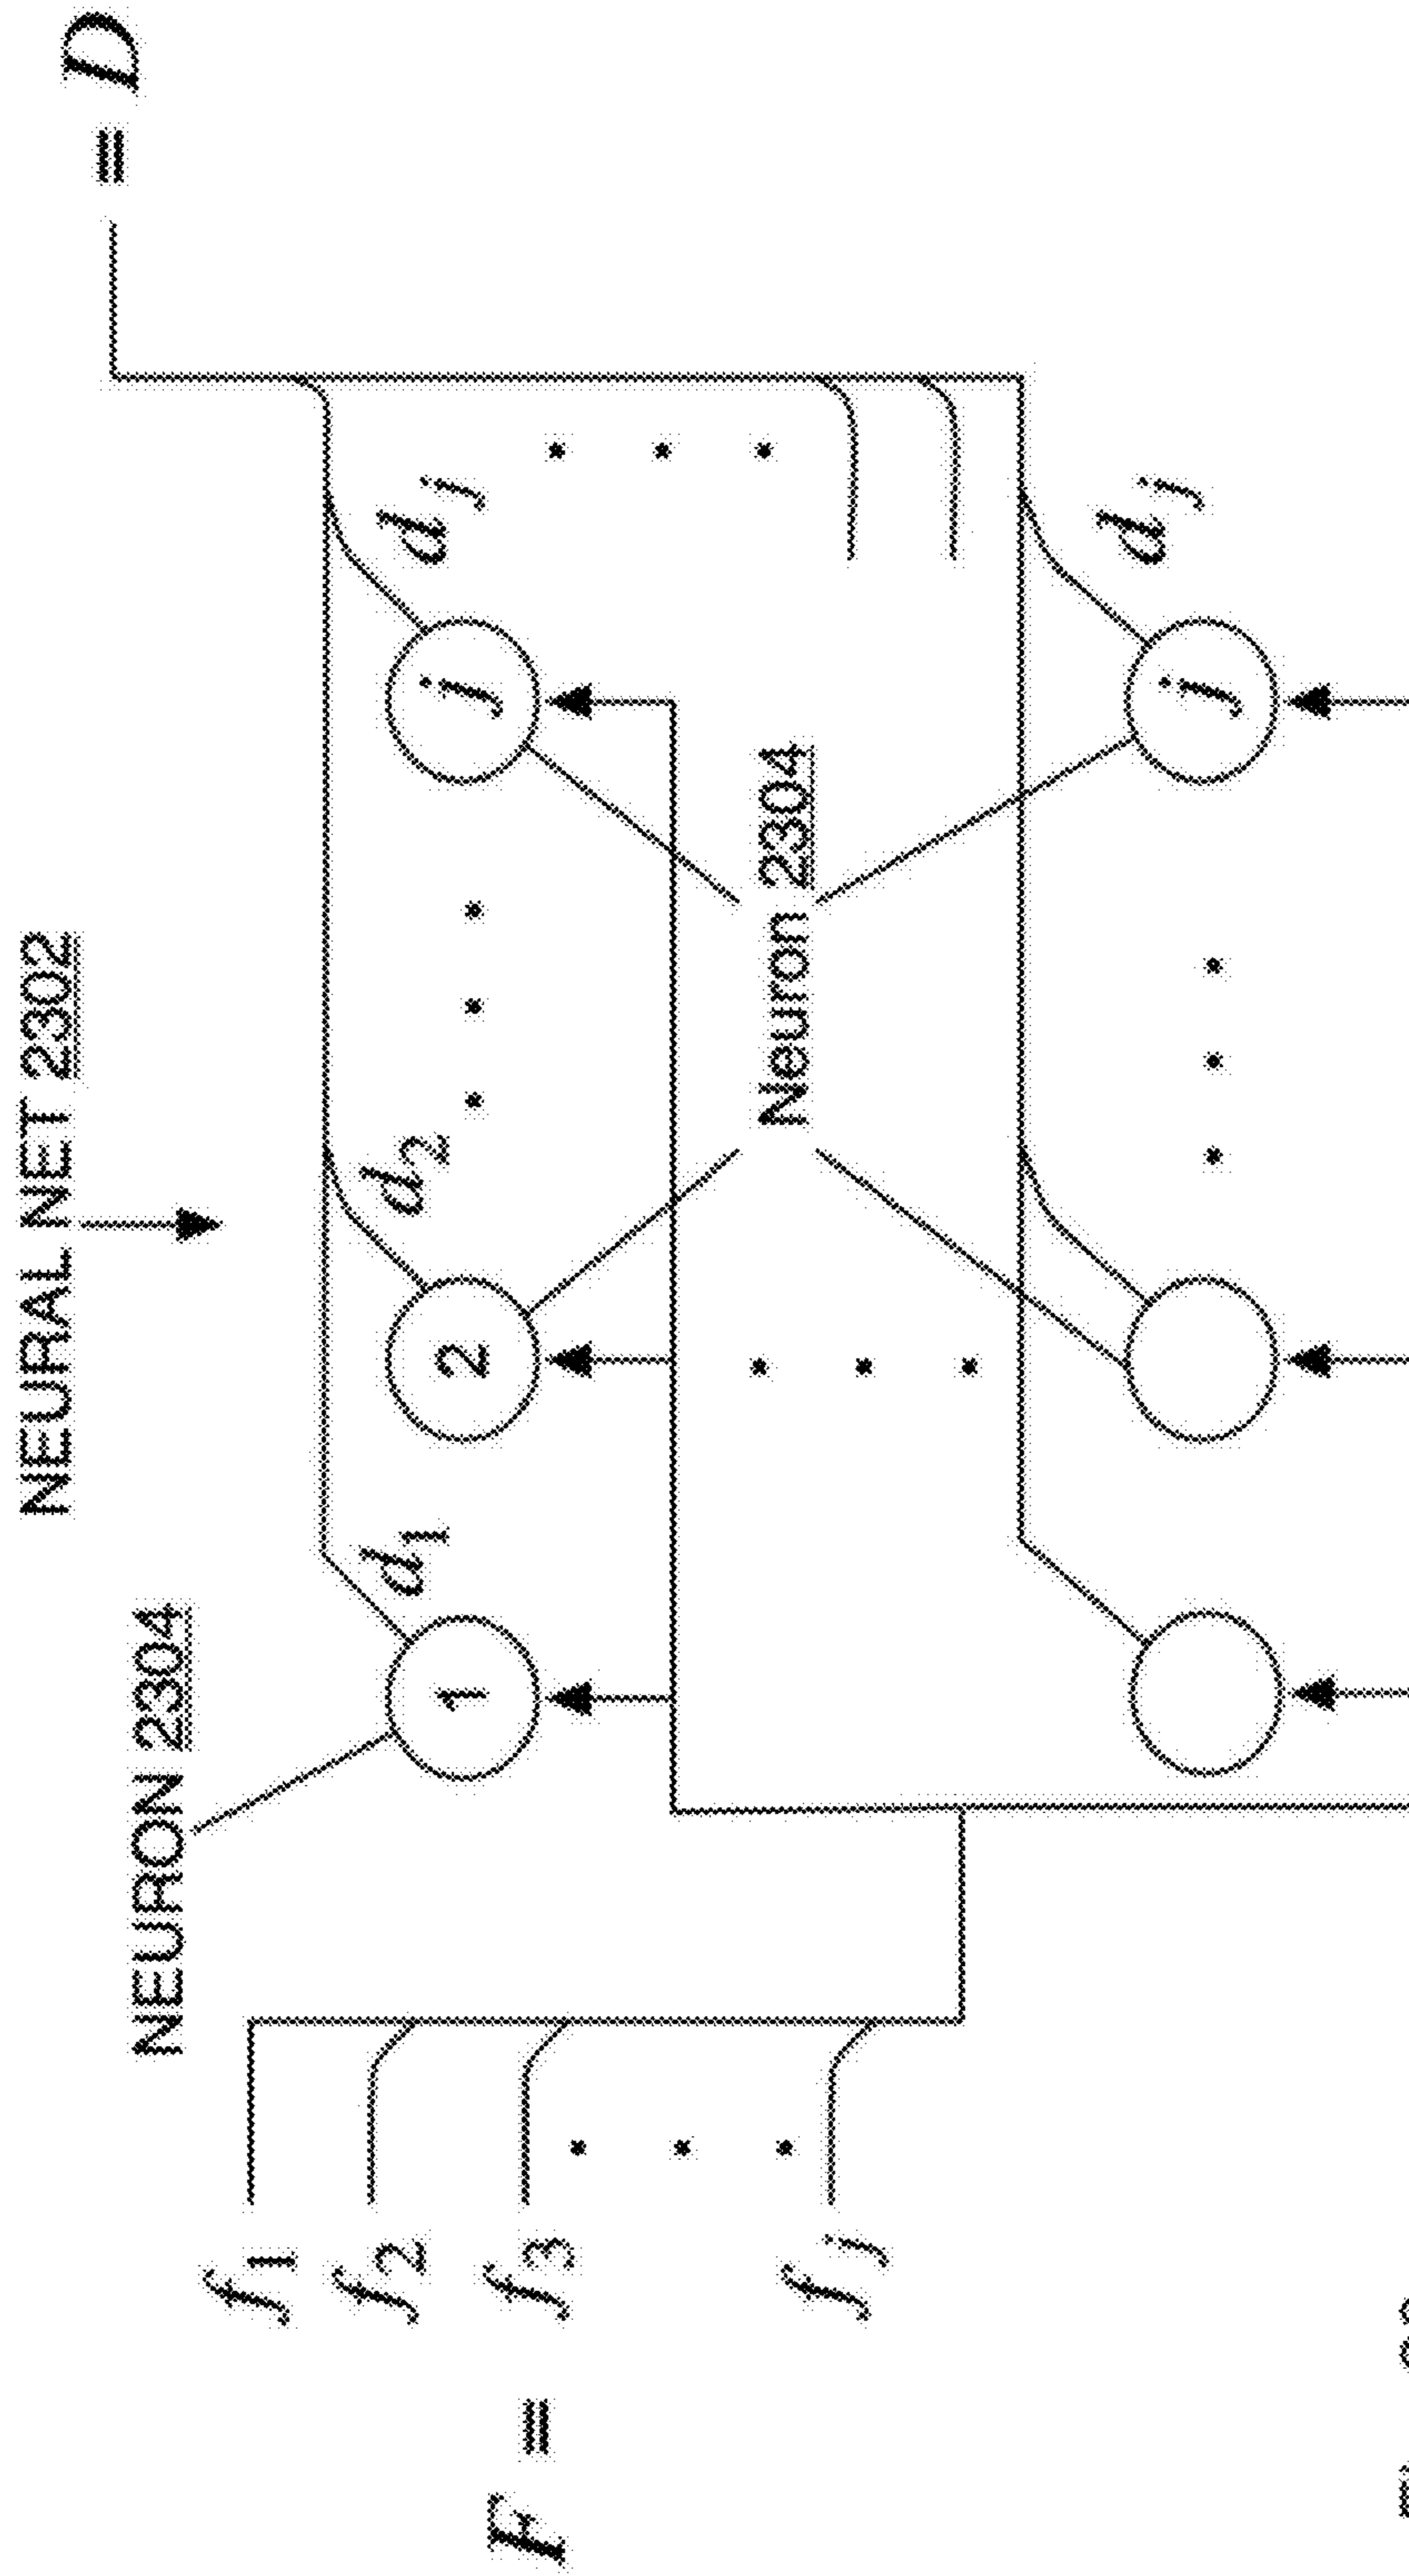 NEURAL NET 2302
NEURON 2304
= D
f1
f2
f3
fj
F =
d1
d2
dj
1
2
j
Neuron 2304
dj
j